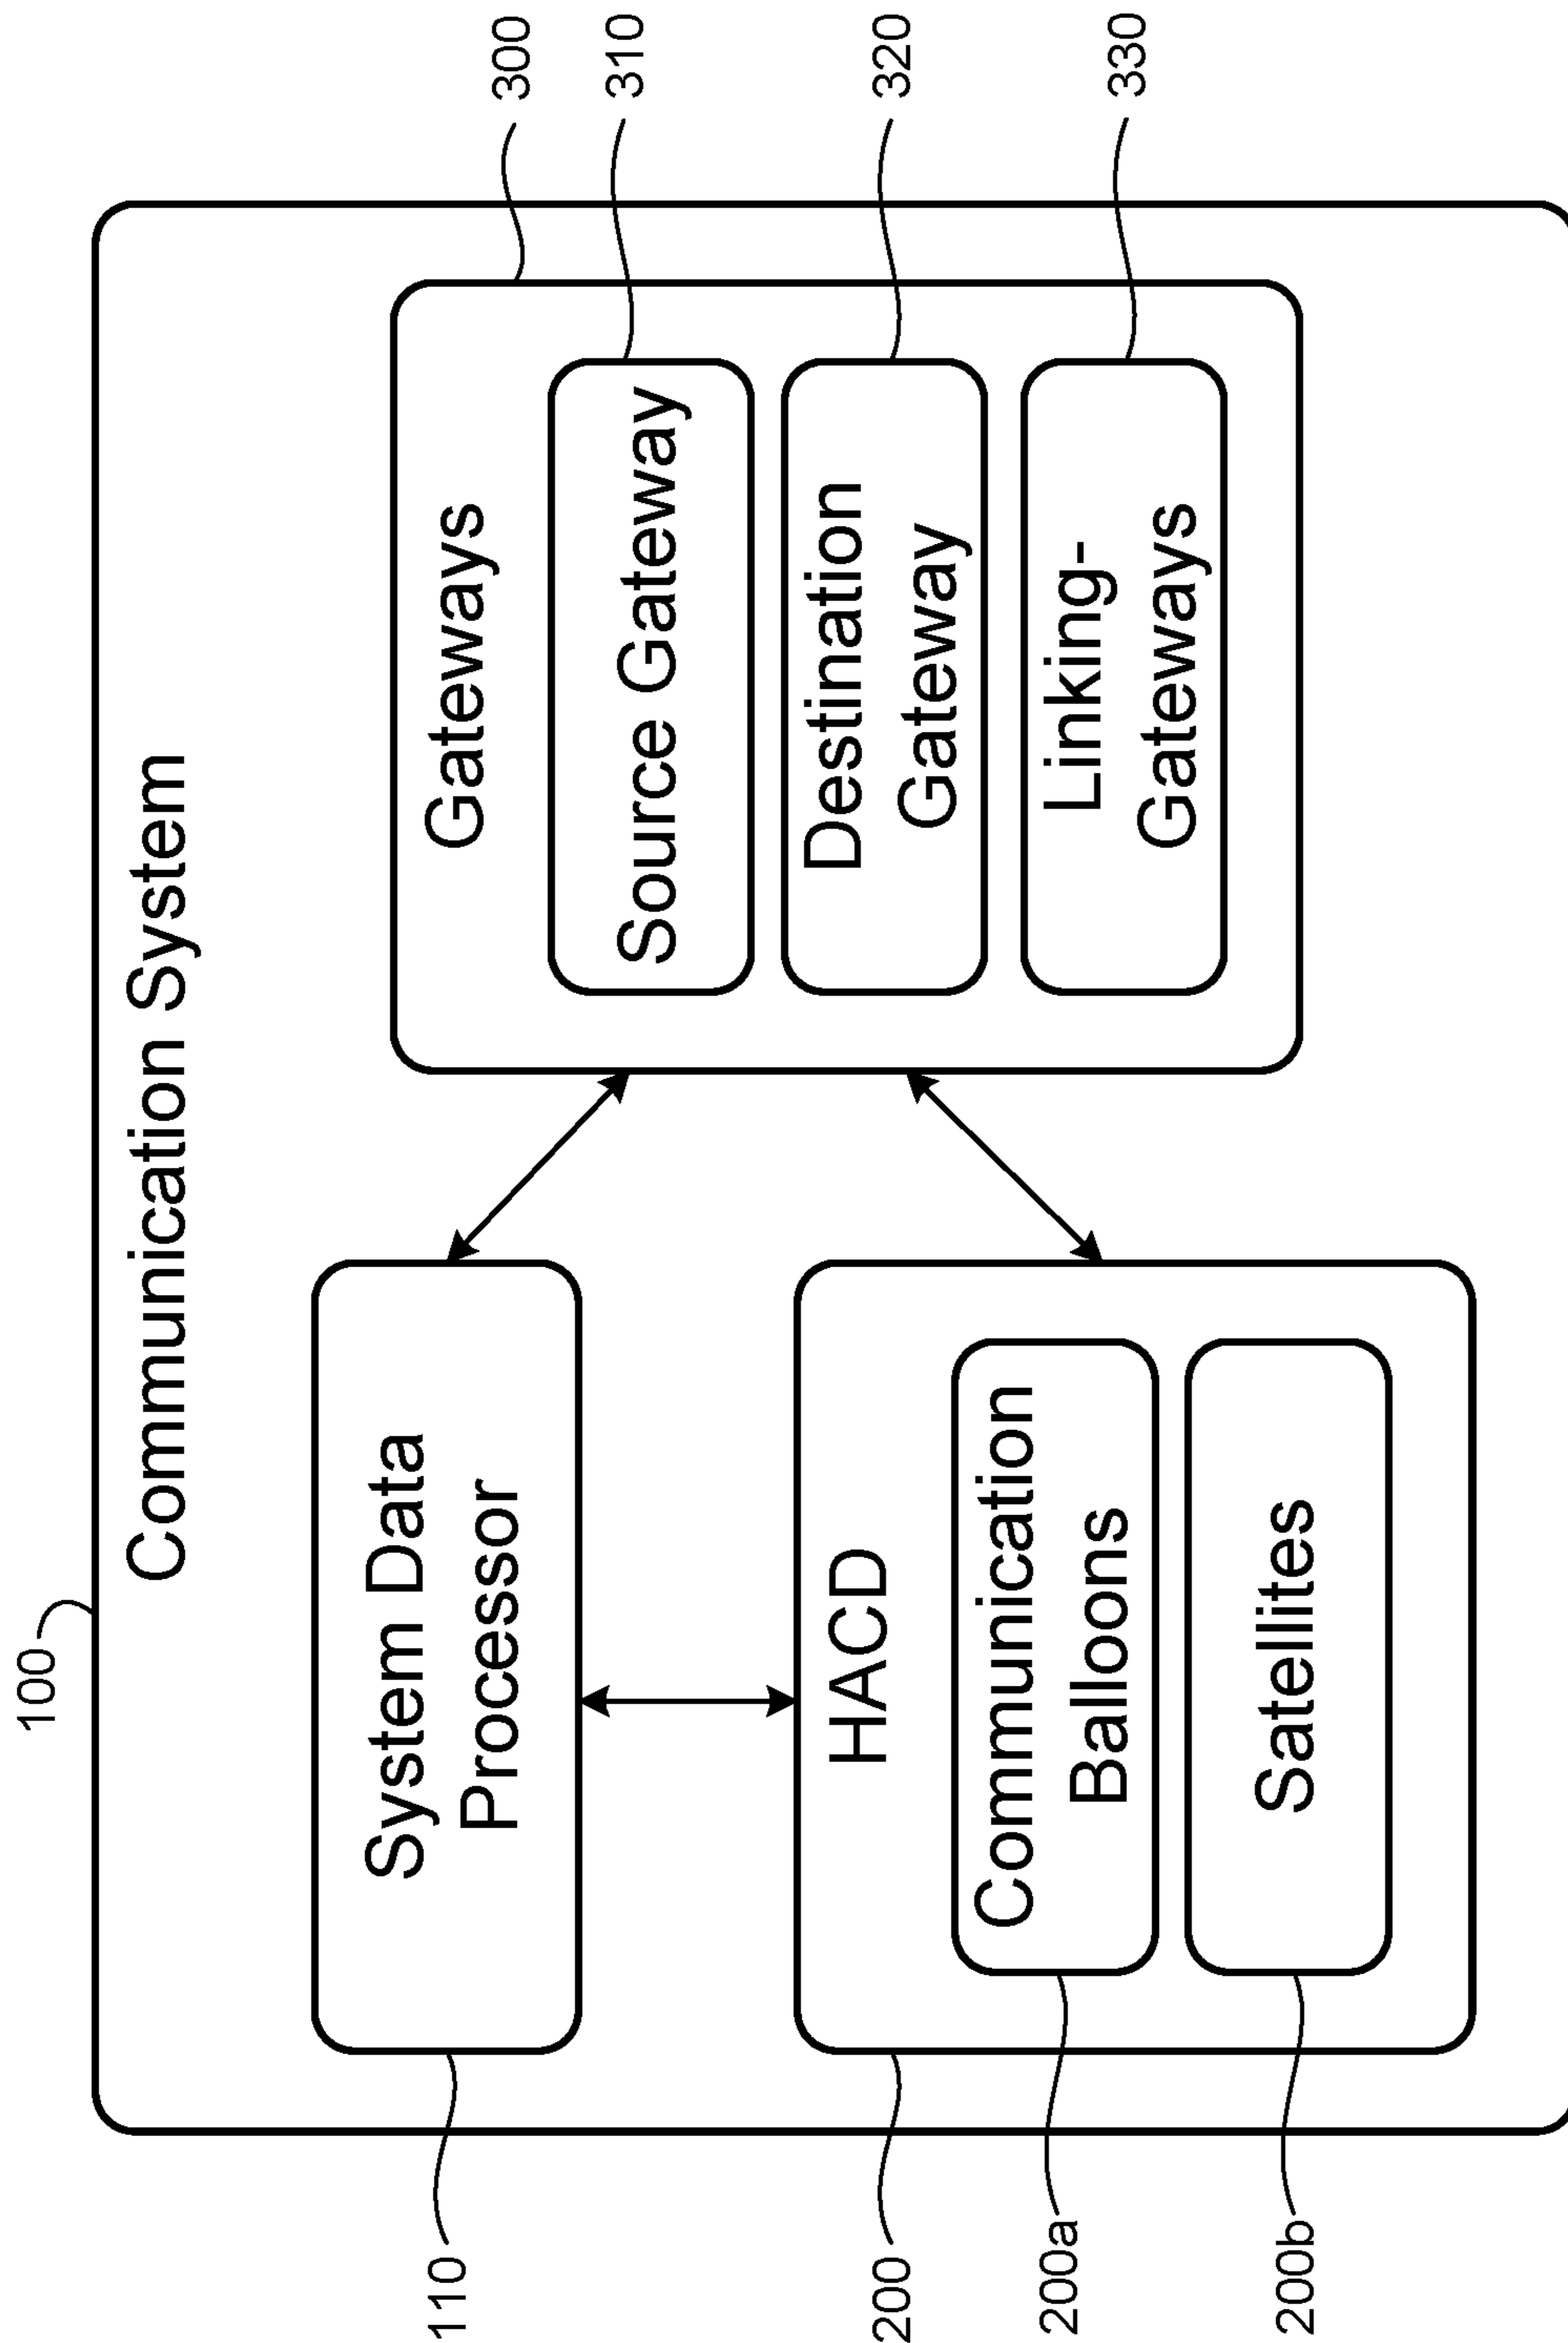 100
Communication System
110
System Data
Processor
200
HACD
200a
Communication
Balloons
200b
Satellites
300
Gateways
310
Source Gateway
320
Destination
Gateway
330
Linking-
Gateways